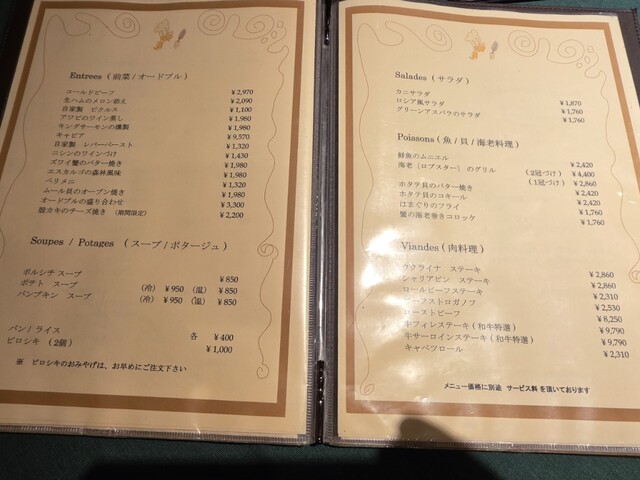 Entrees ( 前菜 / オードブル )
コールドビーフ ¥2,970
生ハムのメロン添え ¥2,090
自家製 ピクルス ¥1,100
アワビのワイン蒸し ¥1,980
キングサーモンの燻製 ¥1,980
キャビア ¥9,570
自家製 レバーペースト ¥1,320
ニシンのワインづけ ¥1,430
ズワイ蟹のバター焼き ¥1,980
エスカルゴの森林風味 ¥1,980
ペリメニ ¥1,320
ムール貝のオーブン焼き ¥1,980
オードブルの盛り合わせ ¥3,300
殻カキのチーズ焼き (期間限定) ¥2,200
Soupes / Potages ( スープ / ポタージュ )
ボルシチ スープ ¥850
ポテト スープ (冷) ¥950 (温) ¥850
パンプキン スープ (冷) ¥950 (温) ¥850
パン / ライス 各 ¥400
ピロシキ (2個) ¥1,000
※ ピロシキのおみやげは、お早めにご注文下さい
Salades ( サラダ )
カニサラダ ¥1,870
ロシア風サラダ ¥1,760
グリーンアスパラのサラダ ¥1,760
Poissons ( 魚 / 貝 / 海老料理 )
鮮魚のムニエル ¥2,420
海老〔ロブスター〕のグリル (2冠づけ) ¥4,400
(1冠づけ) ¥2,860
ホタテ貝のバター焼き ¥2,420
ホタテ貝のコキール ¥2,420
はまぐりのフライ ¥1,760
蟹の海老巻きコロッケ ¥1,760
Viandes ( 肉料理 )
ウクライナ ステーキ ¥2,860
シャリアピン ステーキ ¥2,860
ロールビーフステーキ ¥2,310
ビーフストロガノフ ¥2,530
ローストビーフ ¥8,250
牛フィレステーキ ( 和牛特選 ) ¥9,790
牛サーロインステーキ ( 和牛特選 ) ¥9,790
キャベツロール ¥2,310
メニュー価格に別途 サービス料 を頂いております